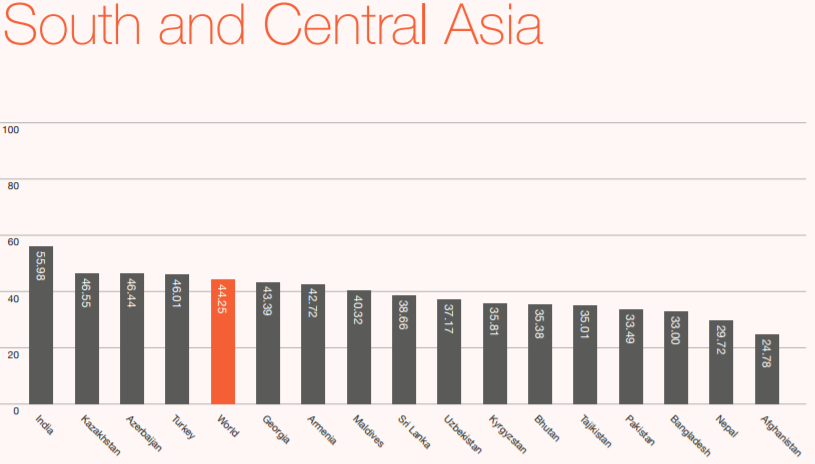 South and Central Asia
100
80
60
40
20
0
55.98
46.55
46.44
46.01
44.25
43.39
42.72
40.32
38.66
37.17
35.81
35.38
35.01
33.49
33.00
29.72
24.78
India
Kazakhstan
Azerbaijan
Turkey
World
Georgia
Armenia
Maldives
Sri Lanka
Uzbekistan
Kyrgyzstan
Bhutan
Tajikistan
Pakistan
Bangladesh
Nepal
Afghanistan